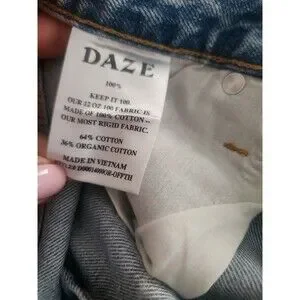 DAZE
100%
KEEP IT 100.
OUR 12 OZ 100 FABRIC IS
MADE OF 100% COTTON --
OUR MOST RIGID FABRIC.
64% COTTON
36% ORGANIC COTTON
MADE IN VIETNAM